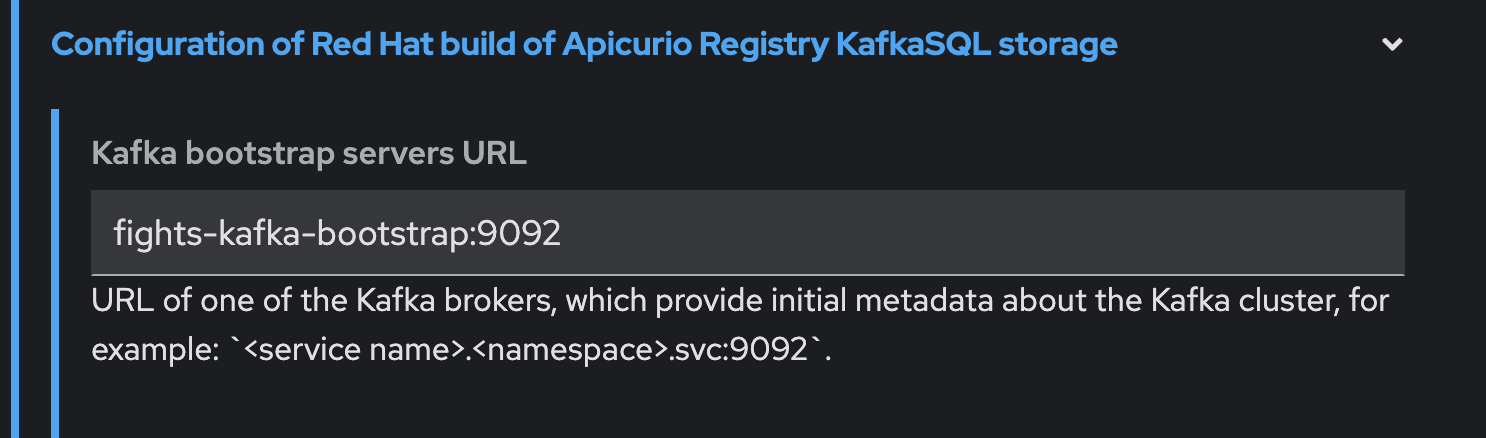 Configuration of Red Hat build of Apicurio Registry KafkaSQL storage
Kafka bootstrap servers URL
fights-kafka-bootstrap:9092
URL of one of the Kafka brokers, which provide initial metadata about the Kafka cluster, for
example: `<service name>.<namespace>.svc:9092`.